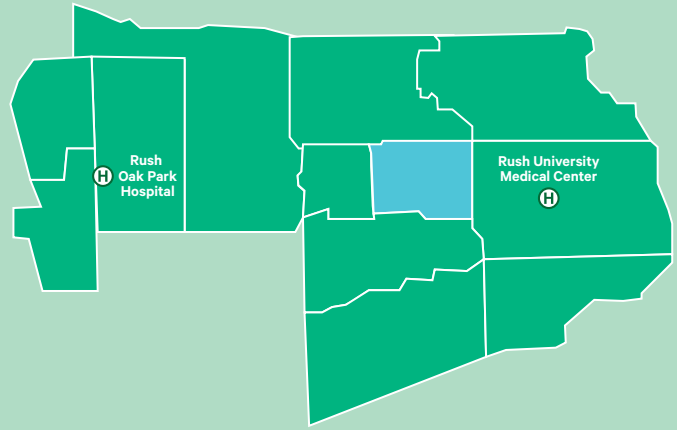 Rush
Oak Park
Hospital
H
Rush University
Medical Center
H